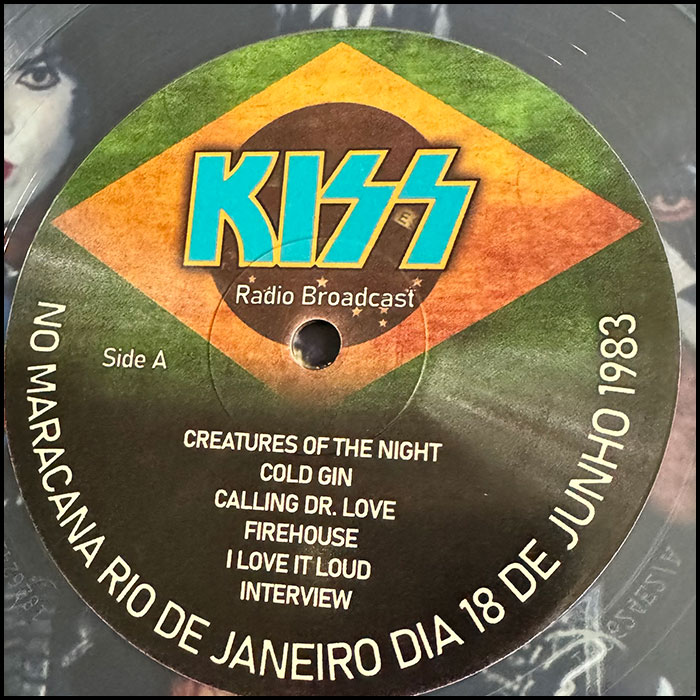 KISS
Radio Broadcast
Side A
CREATURES OF THE NIGHT
COLD GIN
CALLING DR. LOVE
FIREHOUSE
I LOVE IT LOUD
INTERVIEW
NO MARACANA RIO DE JANEIRO DIA 18 DE JUNHO 1983